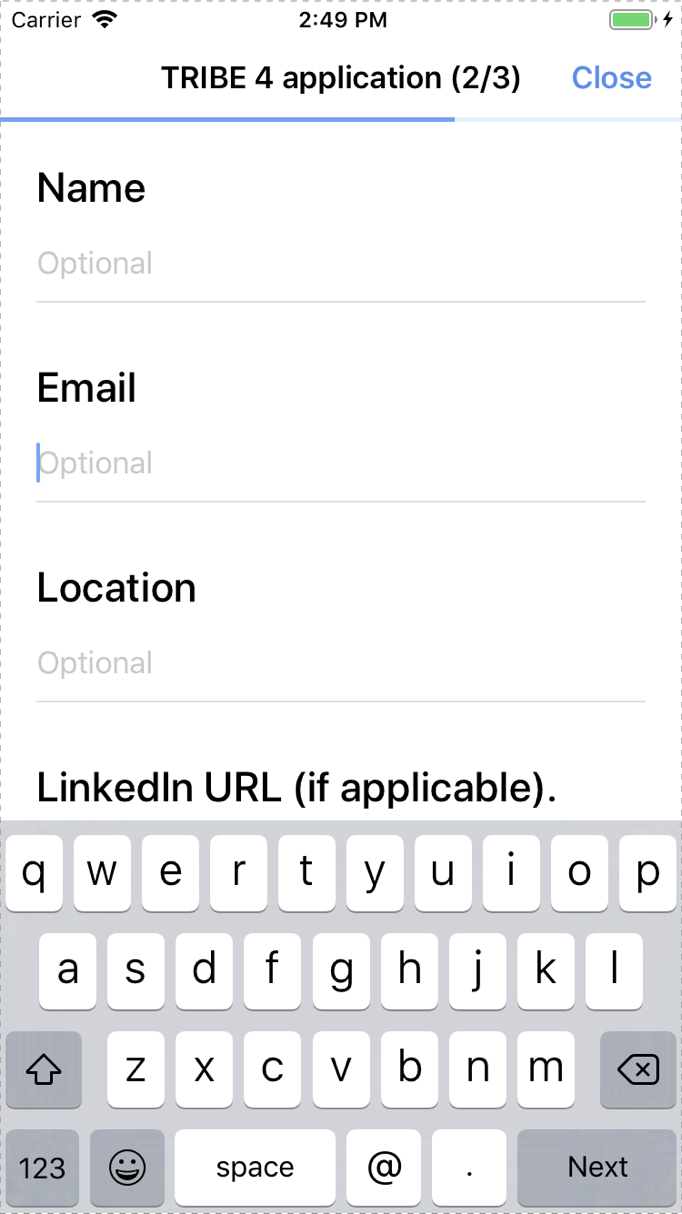 Carrier 2:49 PM
TRIBE 4 application (2/3) Close
Name
Optional
Email
Optional
Location
Optional
LinkedIn URL (if applicable).
q w e r t y u i o p
a s d f g h j k l
z x c v b n m
123 space @ . Next